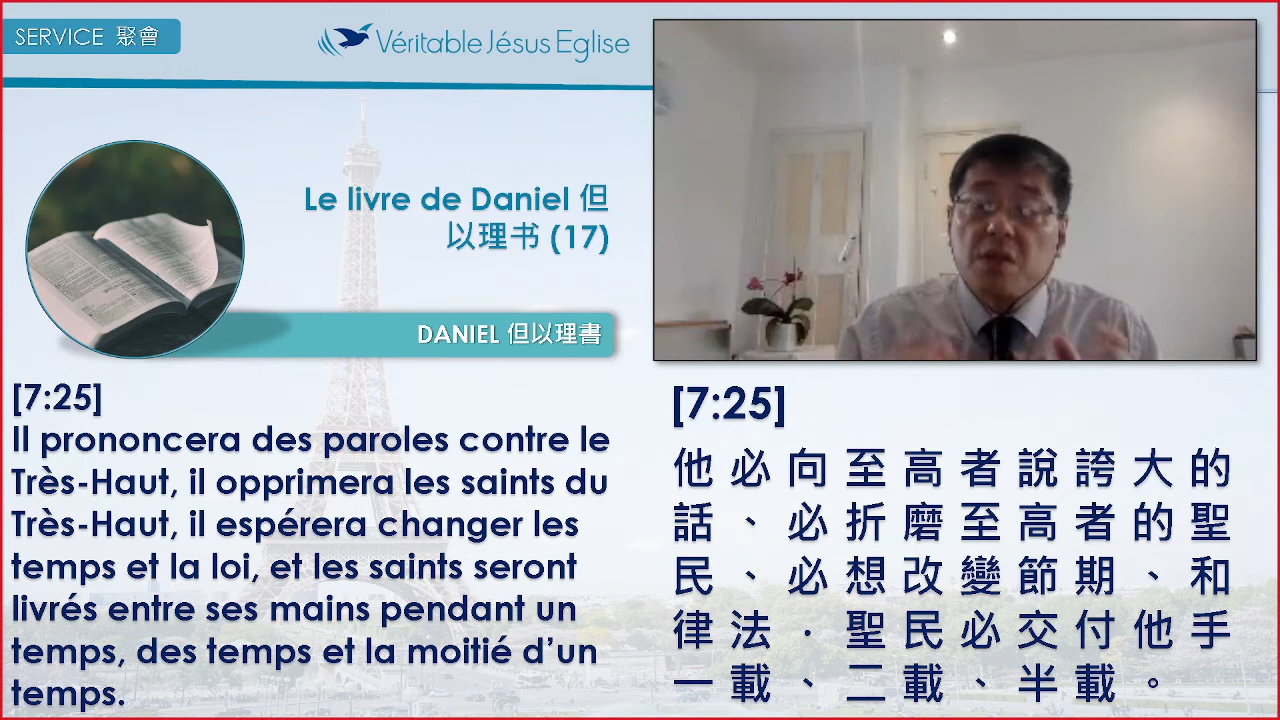 SERVICE 聚會
Véritable Jésus Eglise
Le livre de Daniel 但
以理书 (17)
DANIEL 但以理書
[7:25]
Il prononcera des paroles contre le
Très-Haut, il opprimera les saints du
Très-Haut, il espérera changer les
temps et la loi, et les saints seront
livrés entre ses mains pendant un
temps, des temps et la moitié d’un
temps.
[7:25]
他必向至高者說誇大的
話、必折磨至高者的聖
民、必想改變節期、和
律法．聖民必交付他手
一載、二載、半載。